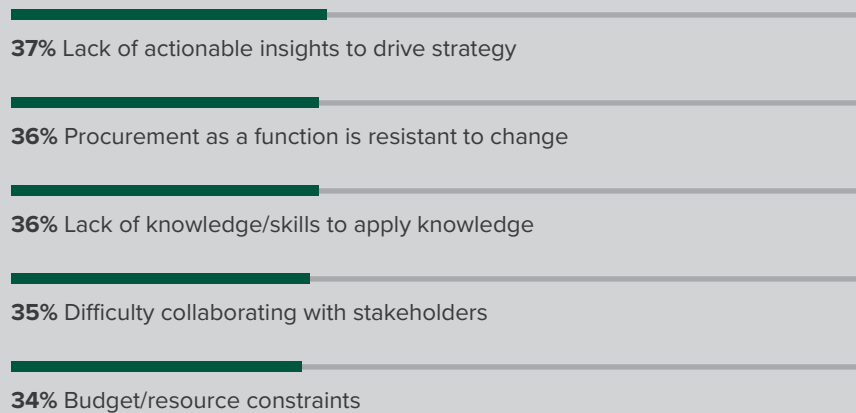 37% Lack of actionable insights to drive strategy
36% Procurement as a function is resistant to change
36% Lack of knowledge/skills to apply knowledge
35% Difficulty collaborating with stakeholders
34% Budget/resource constraints